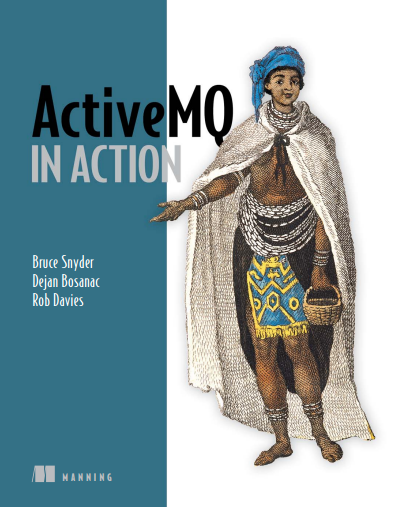 ActiveMQ
IN ACTION
Bruce Snyder
Dejan Bosanac
Rob Davies
MANNING